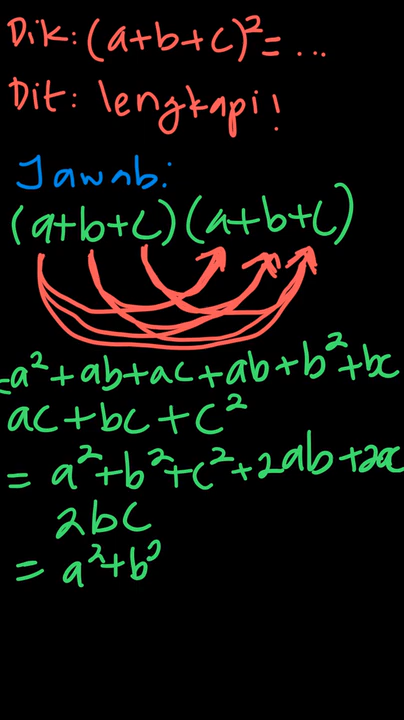 Dik: (a+b+c)²= ...
Dit: lengkapi!
Jawab:
(a+b+c)(a+b+c)
=a²+ab+ac+ab+b²+bc
ac+bc+c²
= a²+b²+c²+2ab+2ac
2bc
= a²+b²